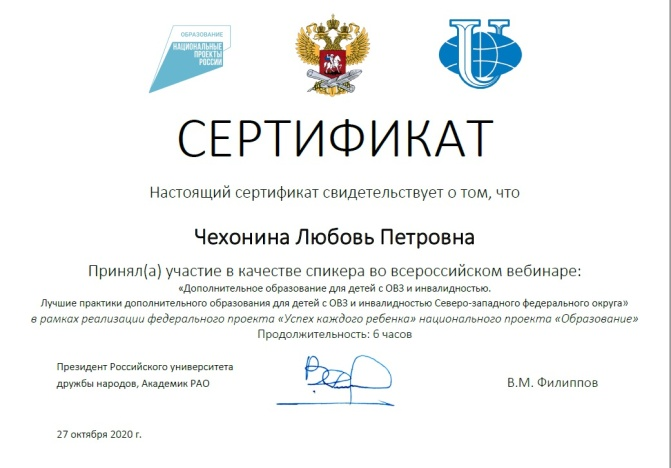 ОБРАЗОВАНИЕ
НАЦИОНАЛЬНЫЕ
ПРОЕКТЫ
РОССИИ
СЕРТИФИКАТ
Настоящий сертификат свидетельствует о том, что
Чехонина Любовь Петровна
Принял(а) участие в качестве спикера во всероссийском вебинаре:
«Дополнительное образование для детей с ОВЗ и инвалидностью.
Лучшие практики дополнительного образования для детей с ОВЗ и инвалидностью Северо-западного федерального округа»
в рамках реализации федерального проекта «Успех каждого ребенка» национального проекта «Образование»
Продолжительность: 6 часов
Президент Российского университета
дружбы народов, Академик РАО
В.М. Филиппов
27 октября 2020 г.